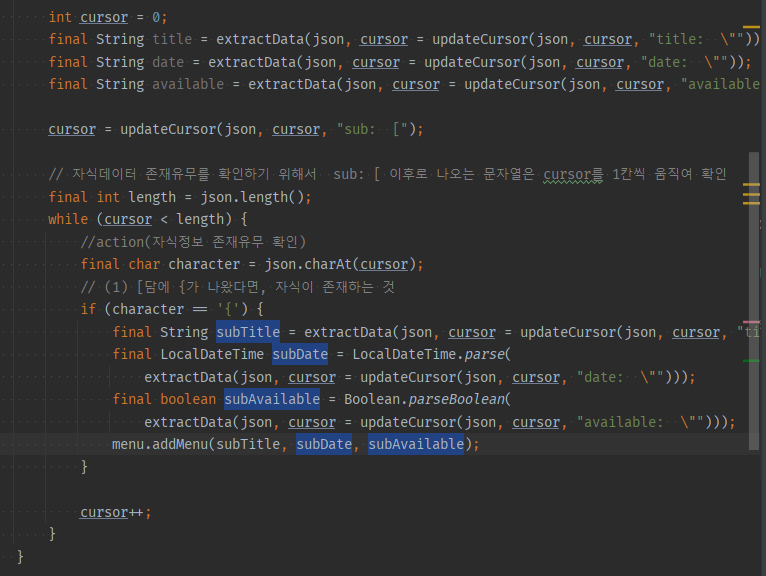 int cursor = 0;
final String title = extractData(json, cursor = updateCursor(json, cursor, "title: \""))
final String date = extractData(json, cursor = updateCursor(json, cursor, "date: \""));
final String available = extractData(json, cursor = updateCursor(json, cursor, "available
cursor = updateCursor(json, cursor, "sub: [");
// 자식데이터 존재유무를 확인하기 위해서 sub: [ 이후로 나오는 문자열은 cursor를 1칸씩 움직여 확인
final int length = json.length();
while (cursor < length) {
//action(자식정보 존재유무 확인)
final char character = json.charAt(cursor);
// (1) [담에 {가 나왔다면, 자식이 존재하는 것
if (character == '{') {
final String subTitle = extractData(json, cursor = updateCursor(json, cursor, "ti
final LocalDateTime subDate = LocalDateTime.parse(
extractData(json, cursor = updateCursor(json, cursor, "date: \"")));
final boolean subAvailable = Boolean.parseBoolean(
extractData(json, cursor = updateCursor(json, cursor, "available: \"")));
menu.addMenu(subTitle, subDate, subAvailable);
}
cursor++;
}
}